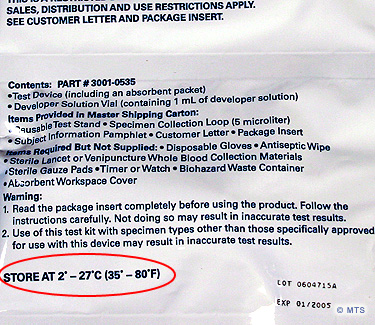 SALES, DISTRIBUTION AND USE RESTRICTIONS APPLY.
SEE CUSTOMER LETTER AND PACKAGE INSERT.
Contents: PART # 3001-0535
•Test Device (including an absorbent packet)
• Developer Solution Vial (containing 1 mL of developer solution)
Items Provided in Master Shipping Carton:
•Reusable Test Stand • Specimen Collection Loop (5 microliter)
•Subject Information Pamphlet • Customer Letter • Package Insert
Items Required But Not Supplied: • Disposable Gloves • Antiseptic Wipe
•Sterile Lancet or Venipuncture Whole Blood Collection Materials
•Sterile Gauze Pads •Timer or Watch • Biohazard Waste Container
•Absorbent Workspace Cover
Warning:
1. Read the package insert completely before using the product. Follow the
instructions carefully. Not doing so may result in inaccurate test results.
2. Use of this test kit with specimen types other than those specifically approved
for use with this device may result in inaccurate test results.
STORE AT 2° – 27°C (35° – 80°F)
LOT 0604715A
EXP 01/2005
© MTS